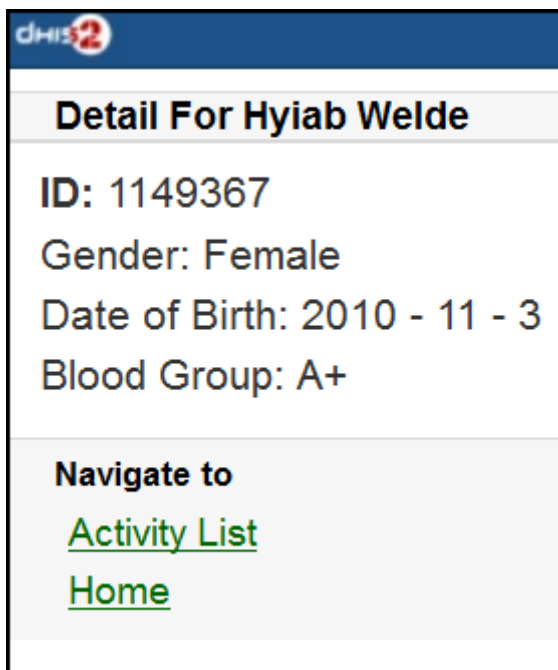 dHIS2
Detail For Hyiab Welde
ID: 1149367
Gender: Female
Date of Birth: 2010 - 11 - 3
Blood Group: A+
Navigate to
Activity List
Home